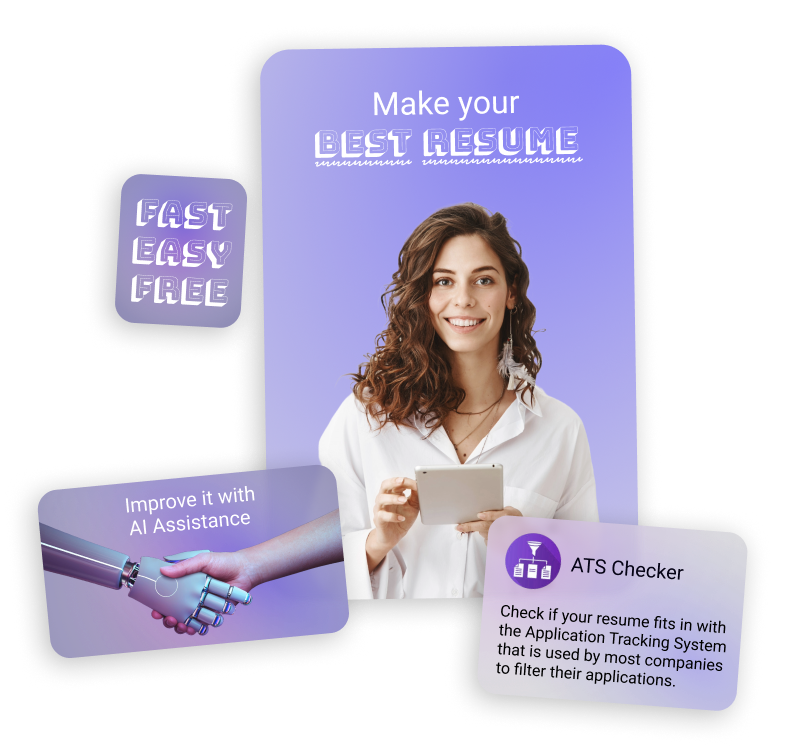 Make your
BEST RESUME
FAST
EASY
FREE
Improve it with
AI Assistance
ATS Checker
Check if your resume fits in with
the Application Tracking System
that is used by most companies
to filter their applications.